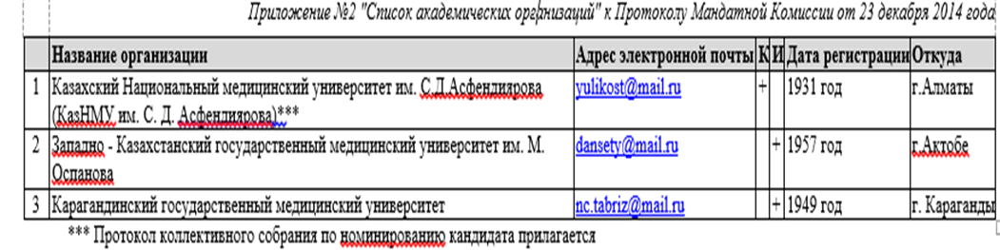 Приложение №2 "Список академических организаций" к Протоколу Мандатной Комиссии от 23 декабря 2014 года
Название организации Адрес электронной почты К И Дата регистрации Откуда
1 Казахский Национальный медицинский университет им. С.Д.Асфендиярова yulikost@mail.ru + 1931 год г.Алматы
(КазНМУ им. С. Д. Асфендиярова)***
2 Западно - Казахстанский государственный медицинский университет им. М. dansety@mail.ru + 1957 год г.Актобе
Оспанова
3 Карагандинский государственный медицинский университет nc.tabriz@mail.ru + 1949 год г. Караганды
*** Протокол коллективного собрания по номинированию кандидата прилагается